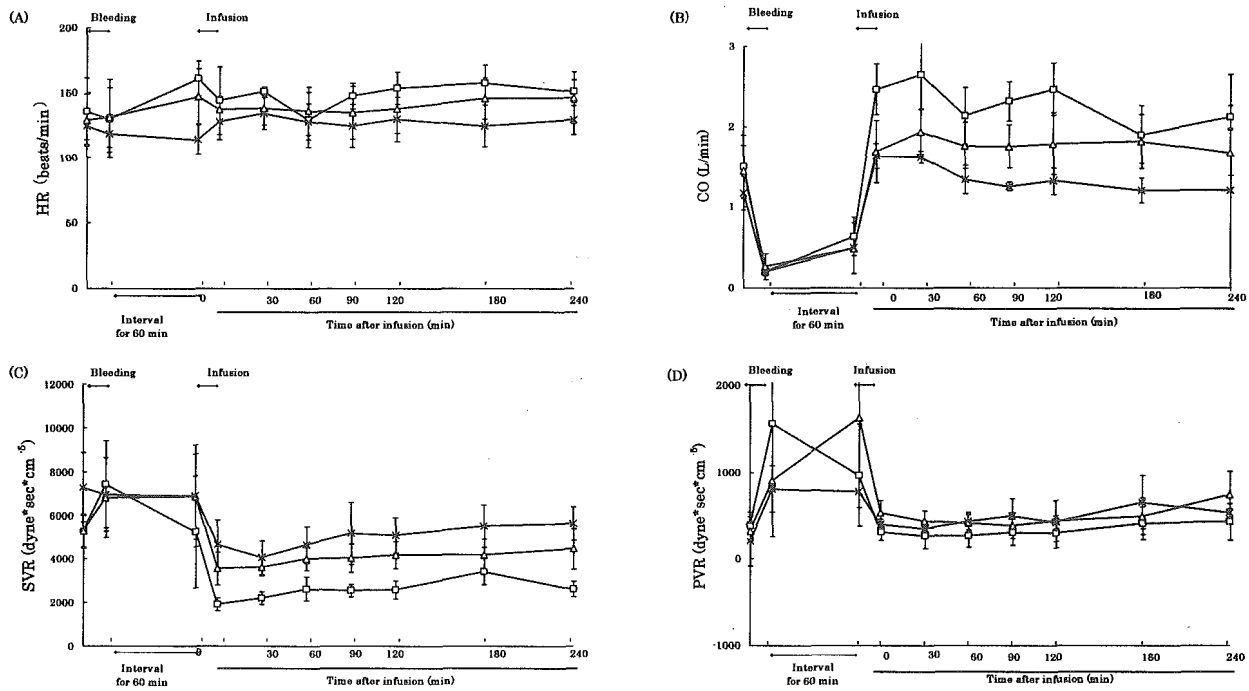 (A)
Bleeding Infusion
200
150
100
50
0
HR (beats/min)
0 30 60 90 120 180 240
Interval
for 60 min
Time after infusion (min)
(B)
Bleeding Infusion
3
2
1
0
CO (L/min)
0 30 60 90 120 180 240
Interval
for 60 min
Time after infusion (min)
(C)
Bleeding Infusion
12000
10000
8000
6000
4000
2000
0
SVR (dyne*sec*cm -5)
0 30 60 90 120 180 240
Interval
for 60 min
Time after infusion (min)
(D)
Bleeding Infusion
2000
1000
0
-1000
PVR (dyne*sec*cm -5)
0 30 60 90 120 180 240
Interval
for 60 min
Time after infusion (min)